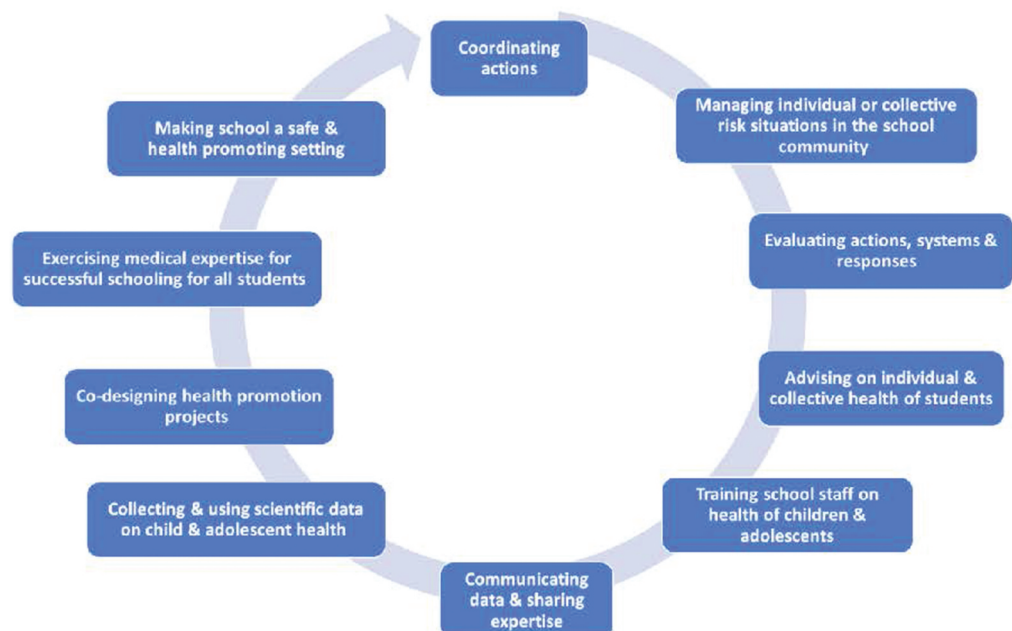 Coordinating
actions
Managing individual or collective
risk situations in the school
community
Evaluating actions, systems &
responses
Advising on individual &
collective health of students
Training school staff on
health of children &
adolescents
Communicating
data & sharing
expertise
Collecting & using scientific data
on child & adolescent health
Co-designing health promotion
projects
Exercising medical expertise for
successful schooling for all students
Making school a safe &
health promoting setting